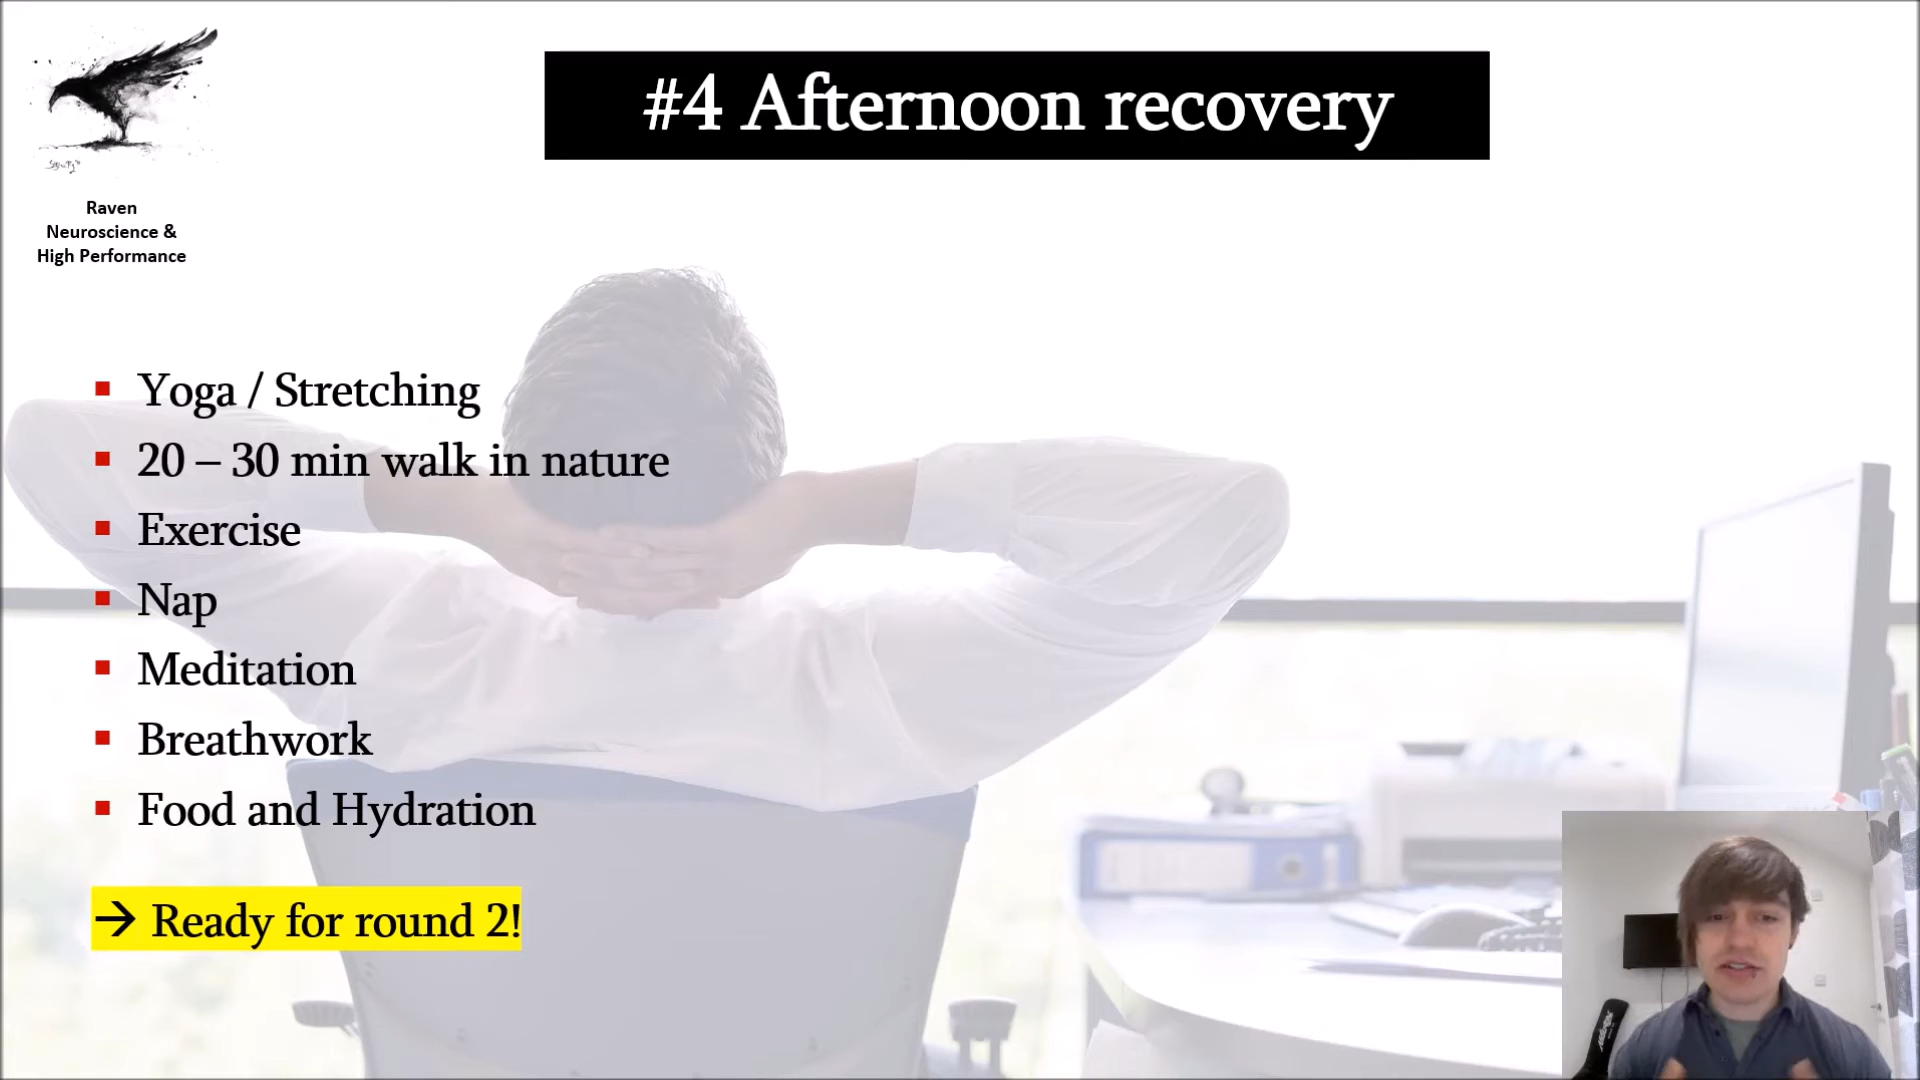 #4 Afternoon recovery
Raven
Neuroscience &
High Performance
▪ Yoga / Stretching
▪ 20 – 30 min walk in nature
▪ Exercise
▪ Nap
▪ Meditation
▪ Breathwork
▪ Food and Hydration
→ Ready for round 2!